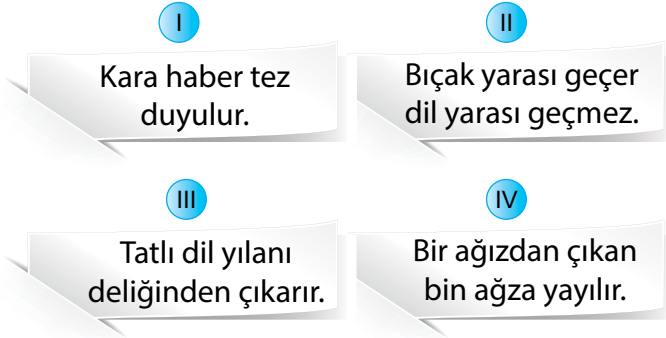 I
Kara haber tez
duyulur.
II
Bıçak yarası geçer
dil yarası geçmez.
III
Tatlı dil yılanı
deliğinden çıkarır.
IV
Bir ağızdan çıkan
bin ağza yayılır.